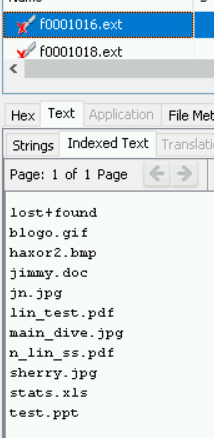 f0001016.ext
f0001018.ext
Hex Text Application File Met
Strings Indexed Text Translati
Page: 1 of 1 Page
lost+found
blogo.gif
haxor2.bmp
jimmy.doc
jn.jpg
lin_test.pdf
main_dive.jpg
n_lin_ss.pdf
sherry.jpg
stats.xls
test.ppt